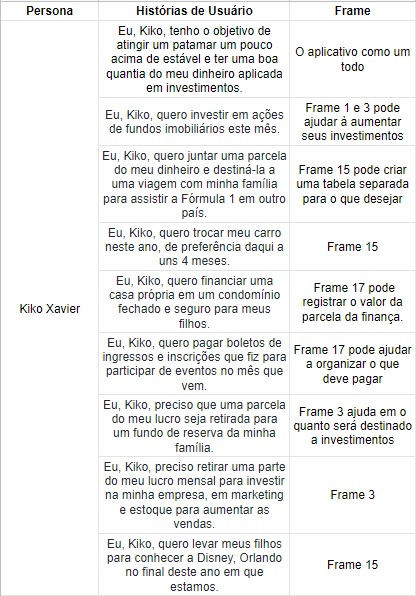 Persona Histórias de Usuário Frame
Eu, Kiko, tenho o objetivo de
atingir um patamar um pouco
acima de estável e ter uma boa
quantia do meu dinheiro aplicada
em investimentos.
O aplicativo como um
todo
Eu, Kiko, quero investir em ações
de fundos imobiliários este mês.
Frame 1 e 3 pode
ajudar à aumentar
seus investimentos
Eu, Kiko, quero juntar uma parcela
do meu dinheiro e destiná-la a
uma viagem com minha família
para assistir a Fórmula 1 em outro
país.
Frame 15 pode criar
uma tabela separada
para o que desejar
Eu, Kiko, quero trocar meu carro
neste ano, de preferência daqui a
uns 4 meses.
Frame 15
Kiko Xavier
Eu, Kiko, quero financiar uma
casa própria em um condomínio
fechado e seguro para meus
filhos.
Frame 17 pode
registrar o valor da
parcela da finança.
Eu, Kiko, quero pagar boletos de
ingressos e inscrições que fiz para
participar de eventos no mês que
vem.
Frame 17 pode ajudar
a organizar o que
deve pagar
Eu, Kiko, preciso que uma parcela
do meu lucro seja retirada para
um fundo de reserva da minha
família.
Frame 3 ajuda em o
quanto será destinado
a investimentos
Eu, Kiko, preciso retirar uma parte
do meu lucro mensal para investir
na minha empresa, em marketing
e estoque para aumentar as
vendas.
Frame 3
Eu, Kiko, quero levar meus filhos
para conhecer a Disney, Orlando
no final deste ano em que
estamos.
Frame 15